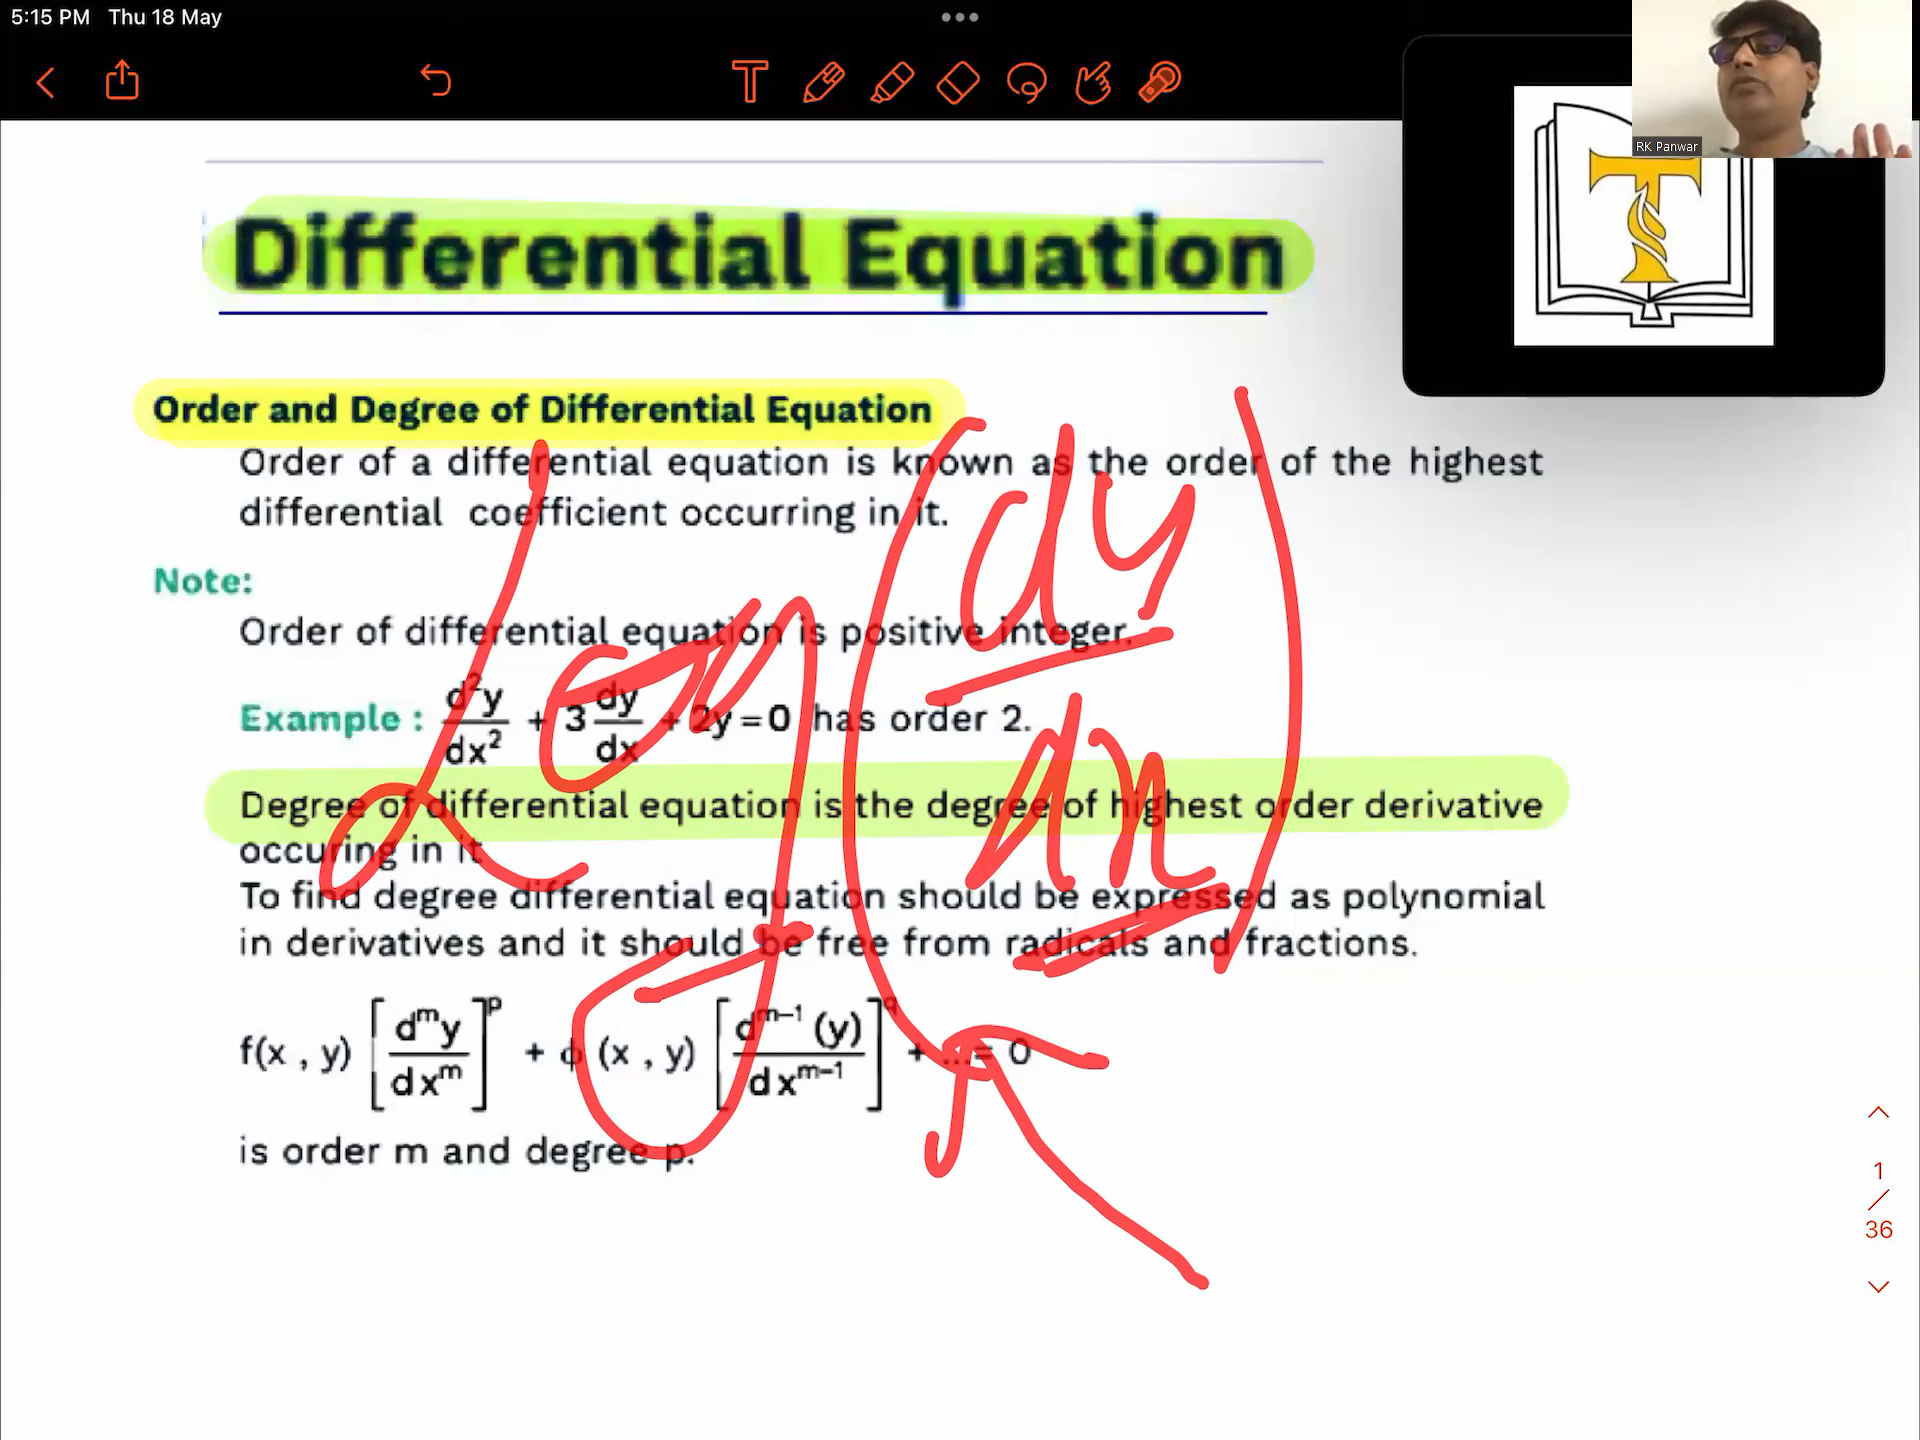 5:15 PM Thu 18 May
RK Panwar
Differential Equation
Order and Degree of Differential Equation
Order of a differential equation is known as the order of the highest
differential coefficient occurring in it.
Note:
Order of differential equation is positive integer.
Example : d²y/dx² + 3 dy/dx + 2y = 0 has order 2.
Degree of differential equation is the degree of highest order derivative
occuring in it
To find degree differential equation should be expressed as polynomial
in derivatives and it should be free from radicals and fractions.
f(x , y) [d^m y/dx^m]^p + ϕ (x , y) [d^(m–1) (y)/dx^(m–1)]^q + ...= 0
is order m and degree p.
Log (dy/dx)
1
/
36